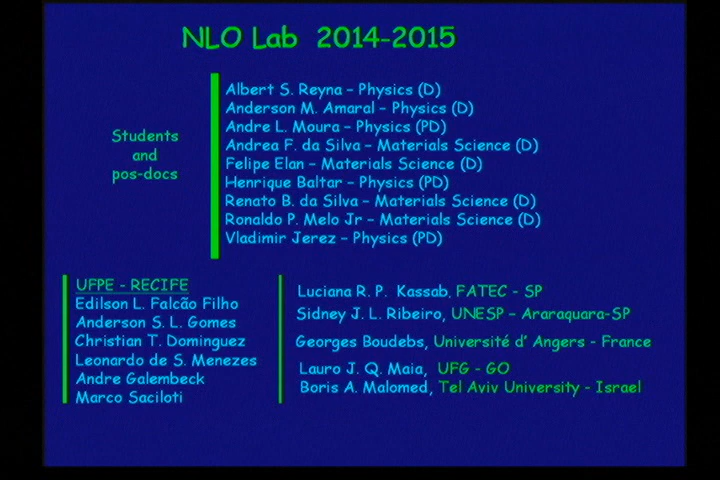 NLO Lab 2014-2015
Students
and
pos-docs
Albert S. Reyna – Physics (D)
Anderson M. Amaral – Physics (D)
Andre L. Moura – Physics (PD)
Andrea F. da Silva – Materials Science (D)
Felipe Elan – Materials Science (D)
Henrique Baltar – Physics (PD)
Renato B. da Silva – Materials Science (D)
Ronaldo P. Melo Jr – Materials Science (D)
Vladimir Jerez – Physics (PD)
UFPE - RECIFE
Edilson L. Falcão Filho
Anderson S. L. Gomes
Christian T. Dominguez
Leonardo de S. Menezes
Andre Galembeck
Marco Saciloti
Luciana R. P. Kassab, FATEC - SP
Sidney J. L. Ribeiro, UNESP – Araraquara-SP
Georges Boudebs, Université d' Angers - France
Lauro J. Q. Maia, UFG - GO
Boris A. Malomed, Tel Aviv University - Israel